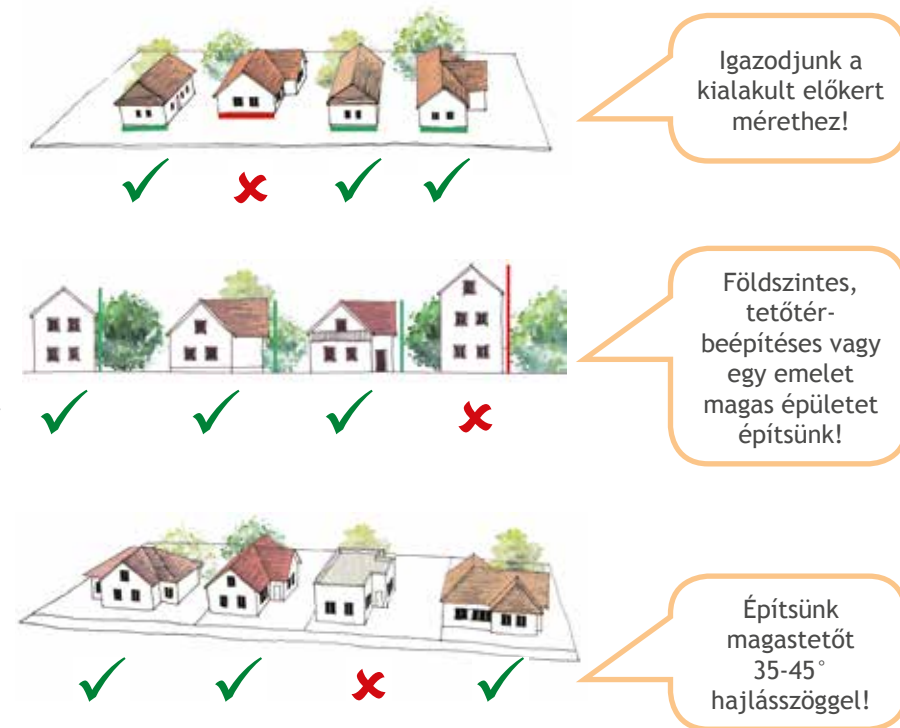 Igazodjunk a
kialakult előkert
mérethez!
Földszintes,
tetőtér-
beépítéses vagy
egy emelet
magas épületet
építsünk!
Építsünk
magastetőt
35-45°
hajlásszöggel!